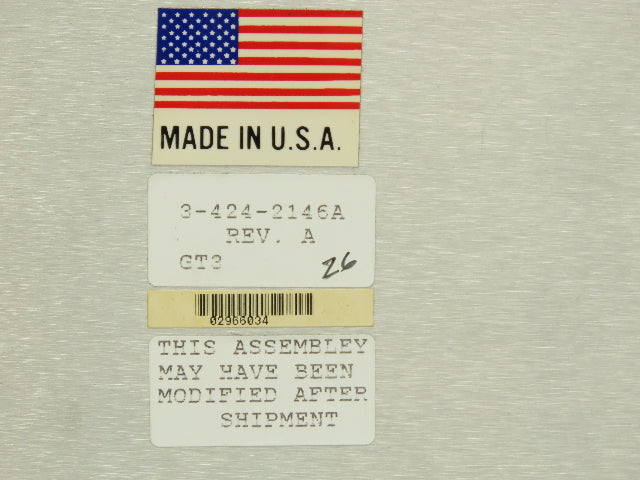 MADE IN U.S.A.
3-424-2146A
REV. A
GT3
26
02966034
THIS ASSEMBLEY
MAY HAVE BEEN
MODIFIED AFTER
SHIPMENT